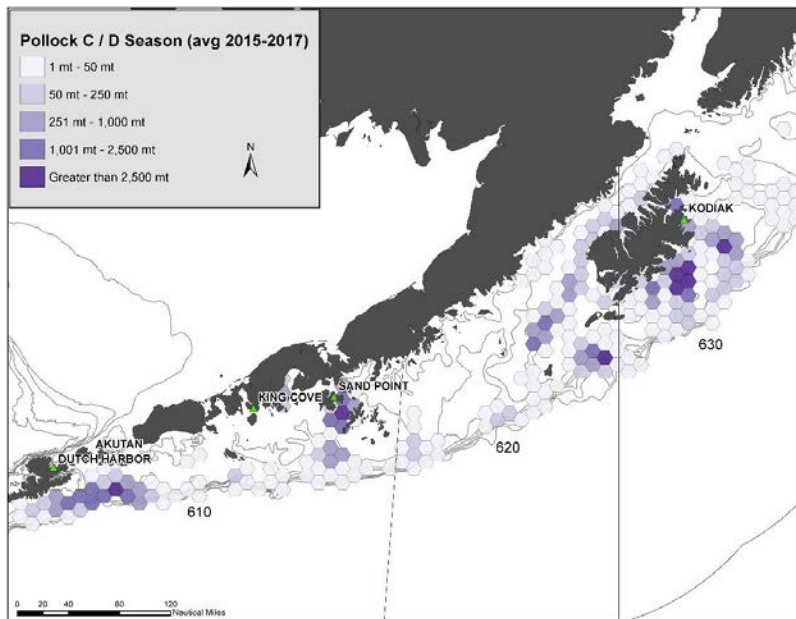 Pollock C / D Season (avg 2015-2017)
1 mt - 50 mt
50 mt - 250 mt
251 mt - 1,000 mt
1,001 mt - 2,500 mt
Greater than 2,500 mt
N
KODIAK
630
SAND POINT
KING COVE
620
AKUTAN
DUTCH HARBOR
610
0 20 40 80 120
Nautical Miles